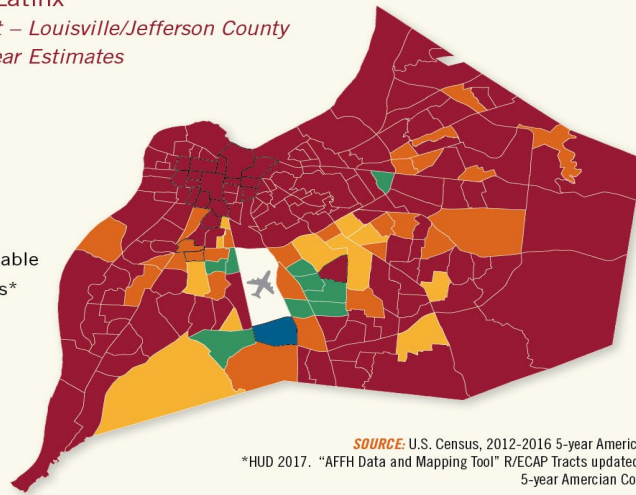 Latinx
– Louisville/Jefferson County
Estimates
able
SOURCE: U.S. Census, 2012-2016 5-year Americ
*HUD 2017. "AFFH Data and Mapping Tool" R/ECAP Tracts updated
5-year Amercian Co